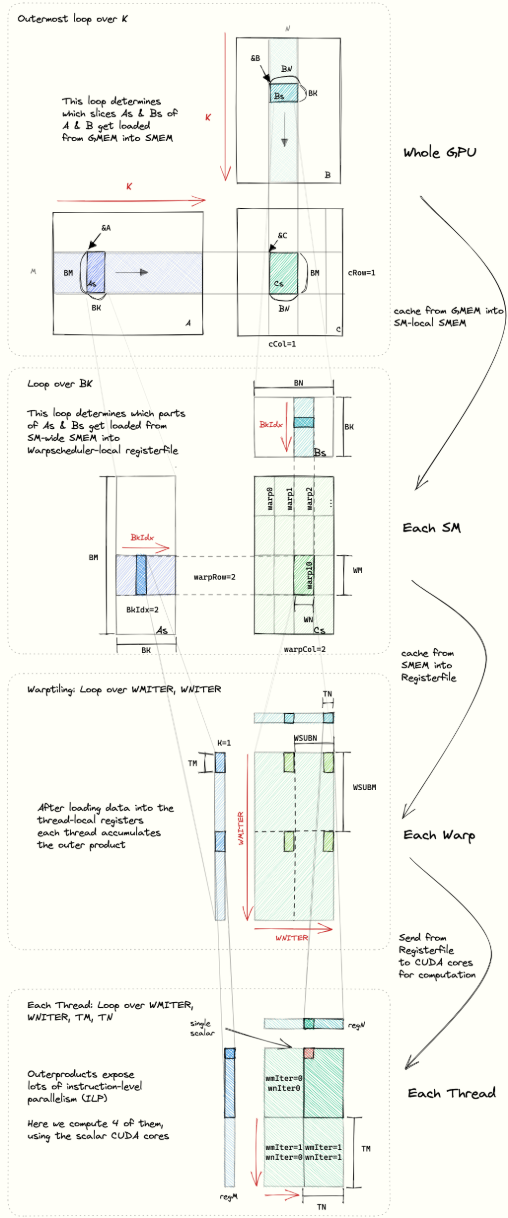 Outermost loop over K
N
&B
BN
Bs
BK
This loop determines
which slices As & Bs of
A & B get loaded
from GMEM into SMEM
K
B
Whole GPU
K
&A
&C
M
BM
As
BK
A
Cs
BM
BN
C
cRow=1
cCol=1
cache from GMEM into
SM-local SMEM
Loop over BK
BN
This loop determines which parts
of As & Bs get loaded from
SM-wide SMEM into
Warpscheduler-local registerfile
BkIdx
BK
Bs
warp0
warp1
warp2
...
Each SM
BM
BkIdx
warpRow=2
warp10
WM
BkIdx=2
WN
As
Cs
BK
warpCol=2
cache from
SMEM into
Registerfile
Warptiling: Loop over WMITER, WNITER
TN
K=1
WSUBN
TM
WSUBM
After loading data into the
thread-local registers
each thread accumulates
the outer product
WMITER
Each Warp
WNITER
Send from
Registerfile
to CUDA cores
for computation
Each Thread: Loop over WMITER,
WNITER, TM, TN
single
scalar
regN
Outerproducts expose
lots of instruction-level
parallelism (ILP)
wmIter=0
wnIter0
Each Thread
Here we compute 4 of them,
using the scalar CUDA cores
wmIter=1
wnIter=0
wmIter=1
wnIter=1
TM
regM
TN